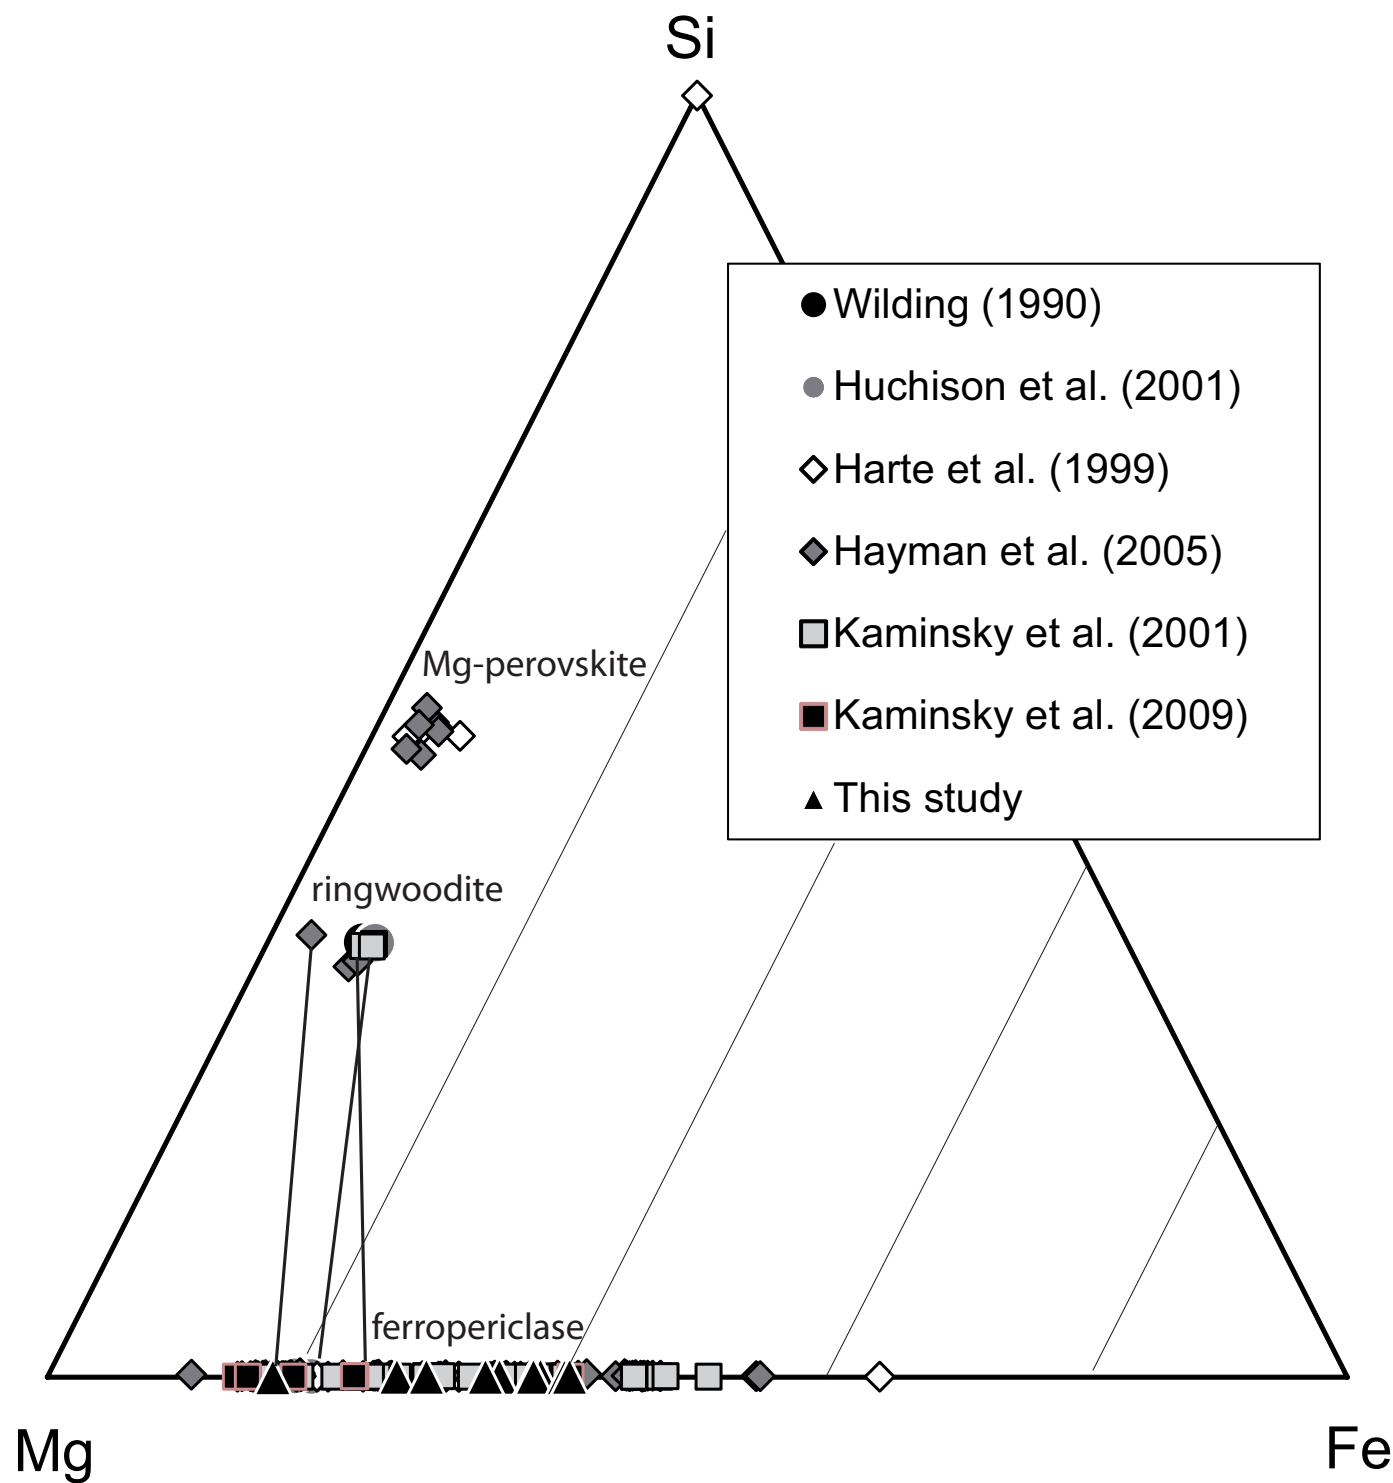 Si
Wilding (1990)
Huchison et al. (2001)
Harte et al. (1999)
Hayman et al. (2005)
Kaminsky et al. (2001)
Kaminsky et al. (2009)
This study
Mg-perovskite
ringwoodite
ferropericlase
Mg
Fe